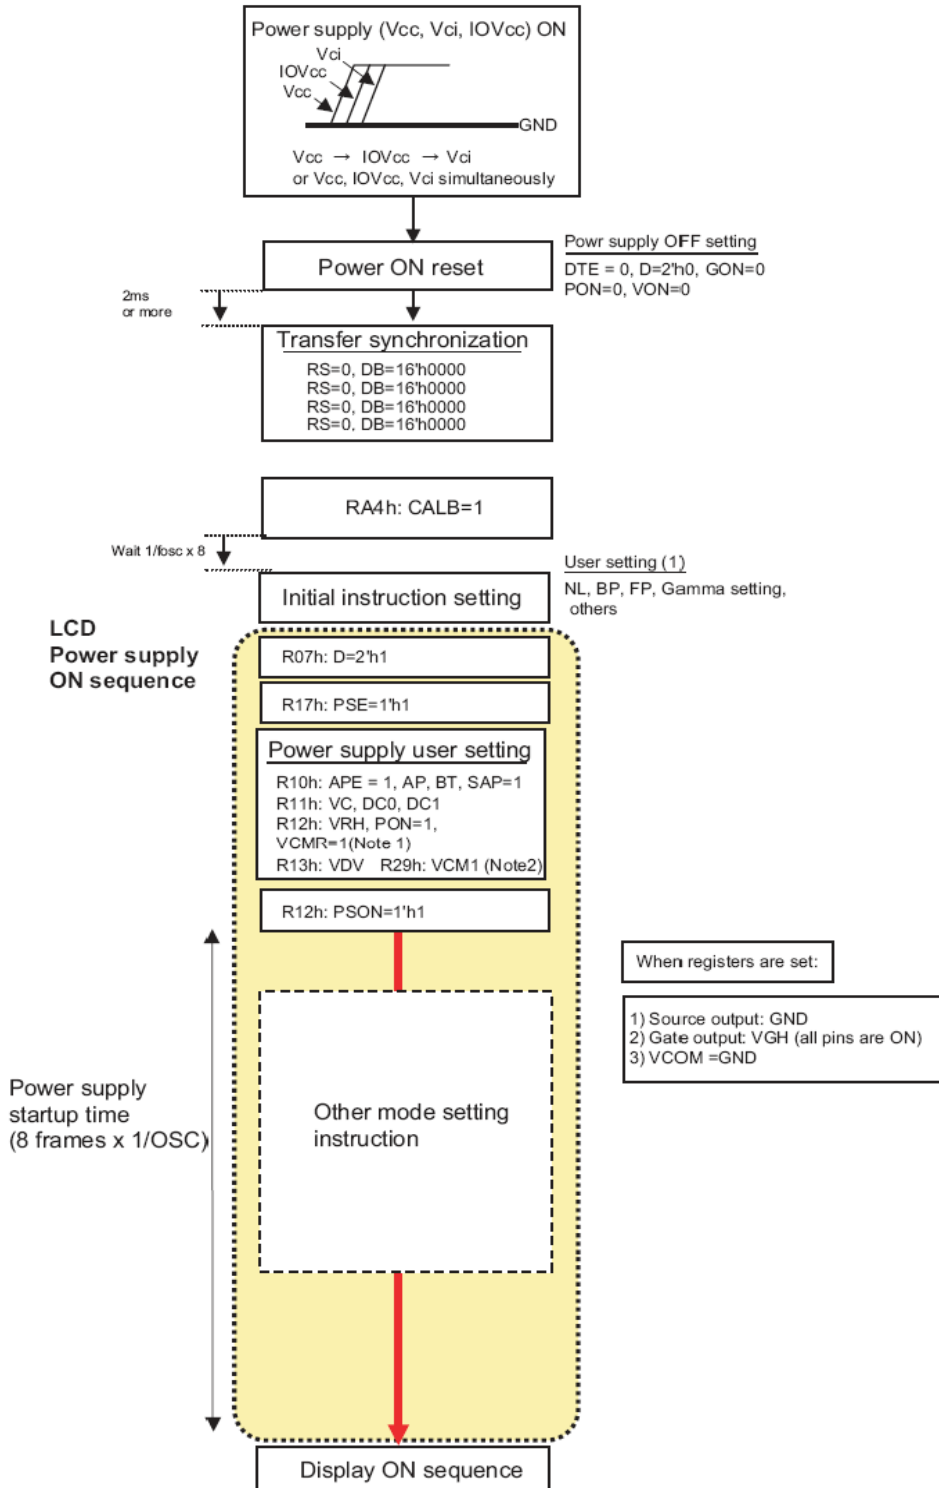 Power supply (Vcc, Vci, IOVcc) ON
Vci
IOVcc
Vcc
GND
Vcc → IOVcc → Vci
or Vcc, IOVcc, Vci simultaneously
Power ON reset
Powr supply OFF setting
DTE = 0, D=2'h0, GON=0
PON=0, VON=0
2ms
or more
Transfer synchronization
RS=0, DB=16'h0000
RS=0, DB=16'h0000
RS=0, DB=16'h0000
RS=0, DB=16'h0000
RA4h: CALB=1
Wait 1/fosc x 8
User setting (1)
NL, BP, FP, Gamma setting,
others
Initial instruction setting
LCD
Power supply
ON sequence
R07h: D=2'h1
R17h: PSE=1'h1
Power supply user setting
R10h: APE = 1, AP, BT, SAP=1
R11h: VC, DC0, DC1
R12h: VRH, PON=1,
VCMR=1(Note 1)
R13h: VDV R29h: VCM1 (Note2)
R12h: PSON=1'h1
When registers are set:
1) Source output: GND
2) Gate output: VGH (all pins are ON)
3) VCOM =GND
Power supply
startup time
(8 frames x 1/OSC)
Other mode setting
instruction
Display ON sequence